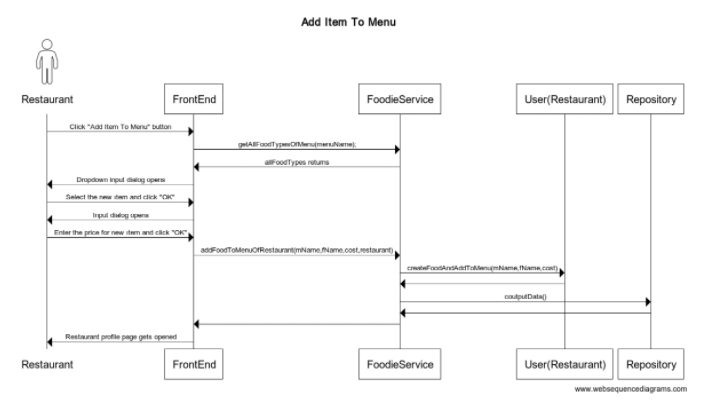 Add Item To Menu
Restaurant
FrontEnd
FoodieService
User(Restaurant)
Repository
Click "Add Item To Menu" button
getAllFoodTypesOfMenu(menuName);
allFoodTypes returns
Dropdown input dialog opens
Select the new item and click "OK"
Input dialog opens
Enter the price for new item and click "OK"
addFoodToMenuOfRestaurant(mName,fName,cost,restaurant)
createFoodAndAddToMenu(mName,fName,cost)
coutputData()
Restaurant profile page gets opened
Restaurant
FrontEnd
FoodieService
User(Restaurant)
Repository
www.websequencediagrams.com